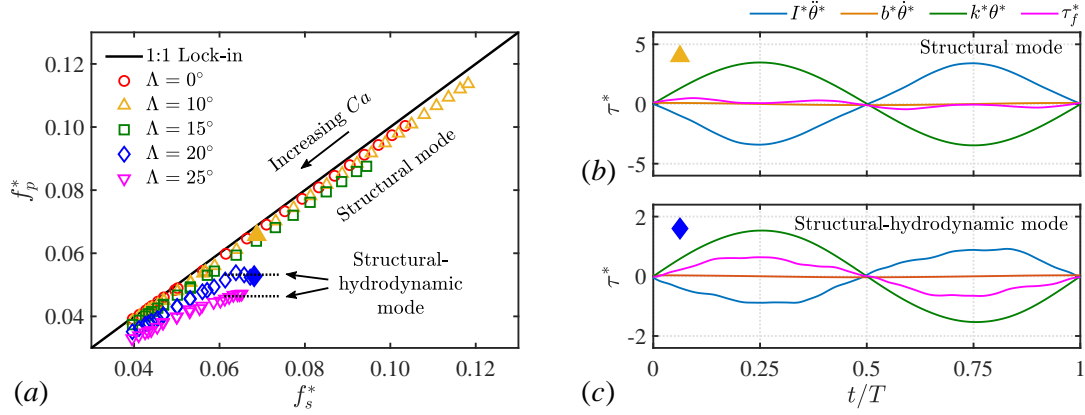 1:1 Lock-in
Λ = 0°
Λ = 10°
Λ = 15°
Λ = 20°
Λ = 25°
Increasing Ca
Structural mode
Structural-
hydrodynamic
mode
0.12
0.10
0.08
0.06
0.04
f*p
0.04 0.06 0.08 0.10 0.12
f*s
(a)
I*θ̈* b*θ̇* k*θ* τ*f
Structural mode
5
0
-5
τ*
(b)
Structural-hydrodynamic mode
2
0
-2
τ*
0 0.25 0.5 0.75 1
t/T
(c)